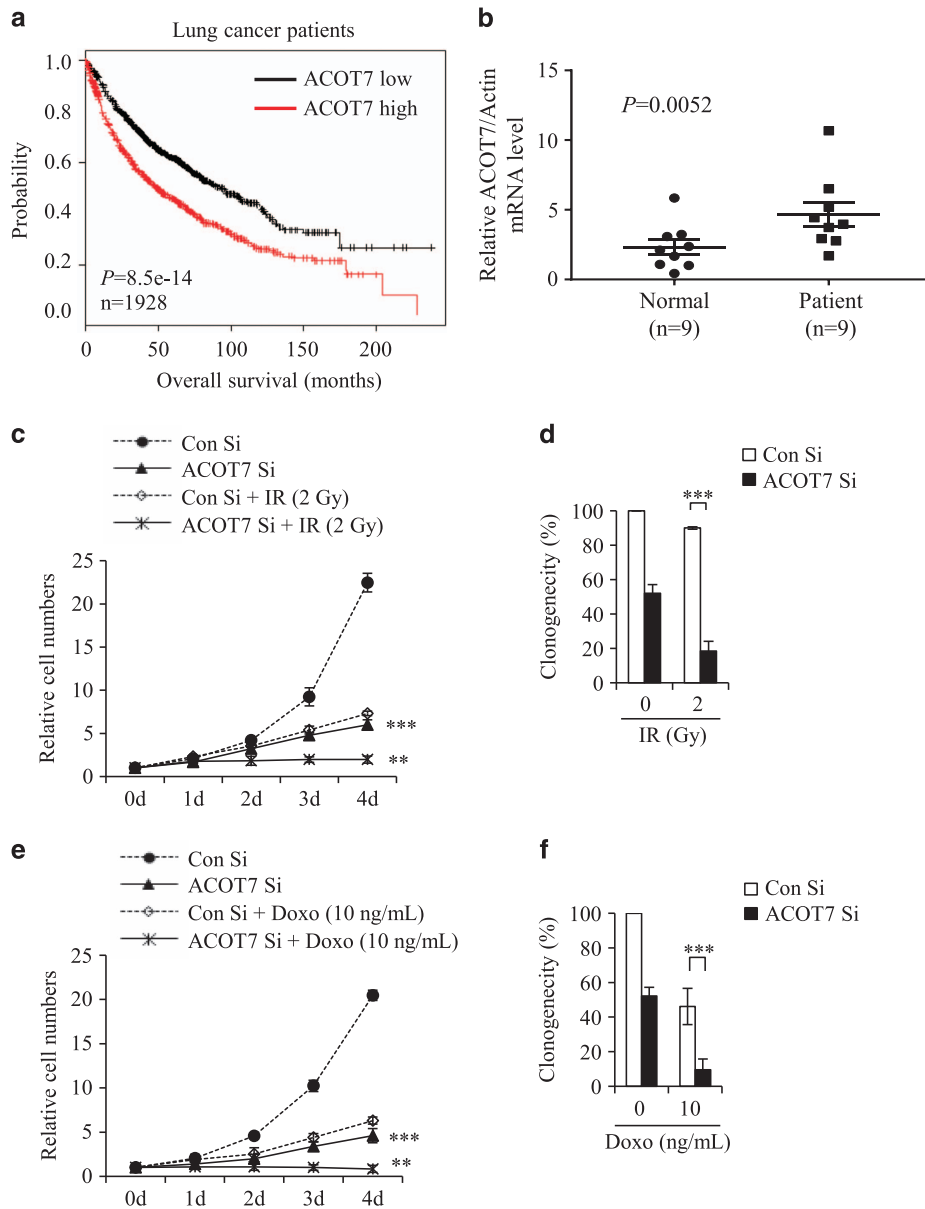 a
Lung cancer patients
1.0
0.8
0.6
0.4
0.2
0.0
Probability
ACOT7 low
ACOT7 high
P=8.5e-14
n=1928
0 50 100 150 200
Overall survival (months)
b
15
10
5
0
Relative ACOT7/Actin
mRNA level
P=0.0052
Normal Patient
(n=9) (n=9)
c
Con Si
ACOT7 Si
Con Si + IR (2 Gy)
ACOT7 Si + IR (2 Gy)
25
20
15
10
5
0
Relative cell numbers
***
**
0d 1d 2d 3d 4d
d
Con Si
ACOT7 Si
100
80
60
40
20
0
Clonogenecity (%)
***
0 2
IR (Gy)
e
Con Si
ACOT7 Si
Con Si + Doxo (10 ng/mL)
ACOT7 Si + Doxo (10 ng/mL)
25
20
15
10
5
0
Relative cell numbers
***
**
0d 1d 2d 3d 4d
f
Con Si
ACOT7 Si
100
80
60
40
20
0
Clonogenecity (%)
***
0 10
Doxo (ng/mL)